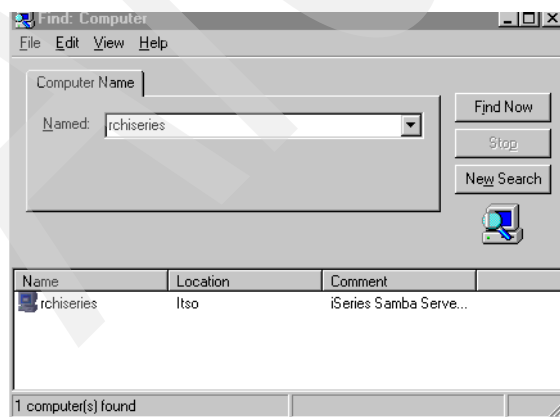 Find: Computer
File Edit View Help
Computer Name
Named: rchiseries
Find Now
Stop
New Search
Name Location Comment
rchiseries Itso iSeries Samba Serve...
1 computer(s) found